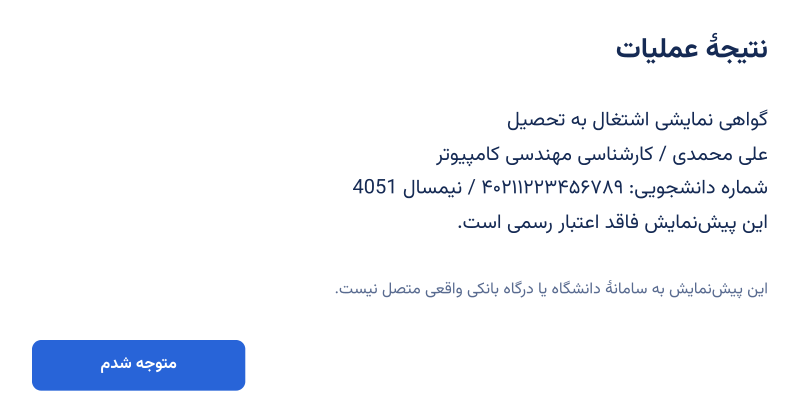 نتیجهٔ عملیات
گواهی نمایشی اشتغال به تحصیل
علی محمدی / کارشناسی مهندسی کامپیوتر
شماره دانشجویی: ۴۰۲۱۱۲۲۳۴۵۶۷۸۹ / نیمسال 4051
این پیش‌نمایش فاقد اعتبار رسمی است.
این پیش‌نمایش به سامانهٔ دانشگاه یا درگاه بانکی واقعی متصل نیست.
متوجه شدم